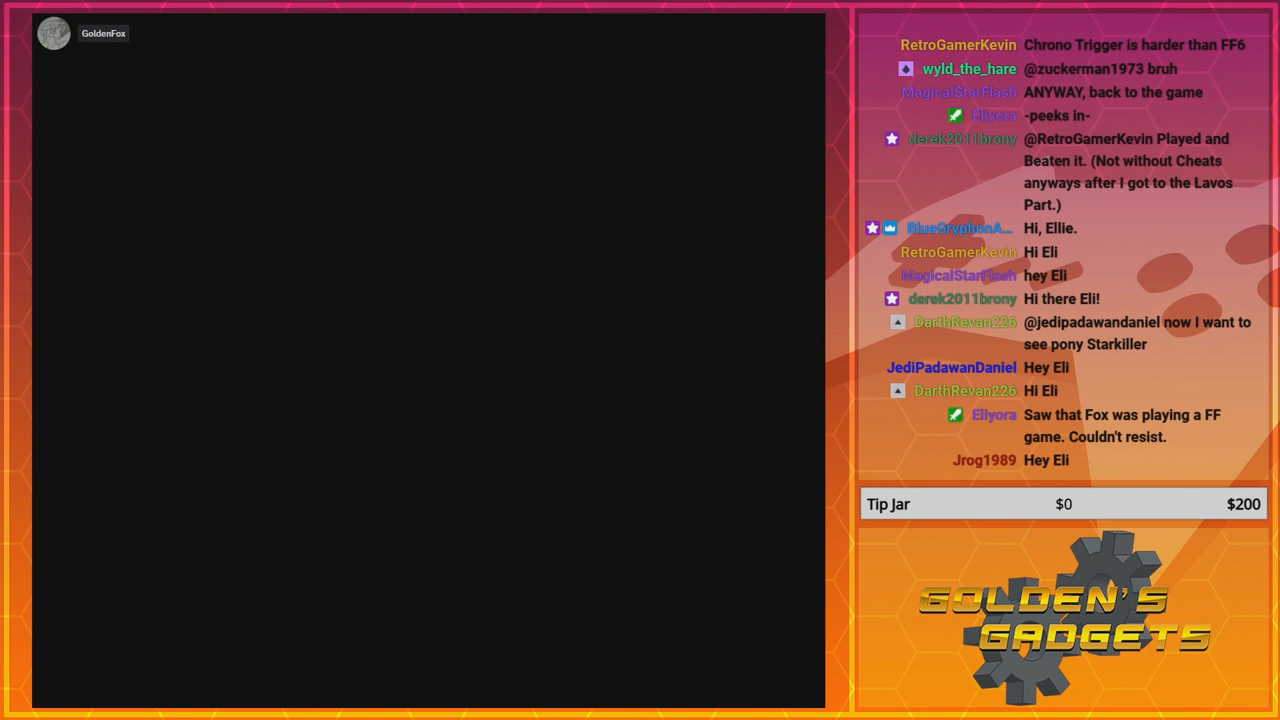 GoldenFox
RetroGamerKevin Chrono Trigger is harder than FF6
wyld_the_hare @zuckerman1973 bruh
MagicalStarFlash ANYWAY, back to the game
Ellyora -peeks in-
derek2011brony @RetroGamerKevin Played and
Beaten it. (Not without Cheats
anyways after I got to the Lavos
Part.)
BlueGryphonA... Hi, Ellie.
RetroGamerKevin Hi Eli
MagicalStarFlash hey Eli
derek2011brony Hi there Eli!
DarthRevan226 @jedipadawandaniel now I want to
see pony Starkiller
JediPadawanDaniel Hey Eli
DarthRevan226 Hi Eli
Ellyora Saw that Fox was playing a FF
game. Couldn't resist.
Jrog1989 Hey Eli
Tip Jar $0 $200
GOLDEN'S
GADGETS